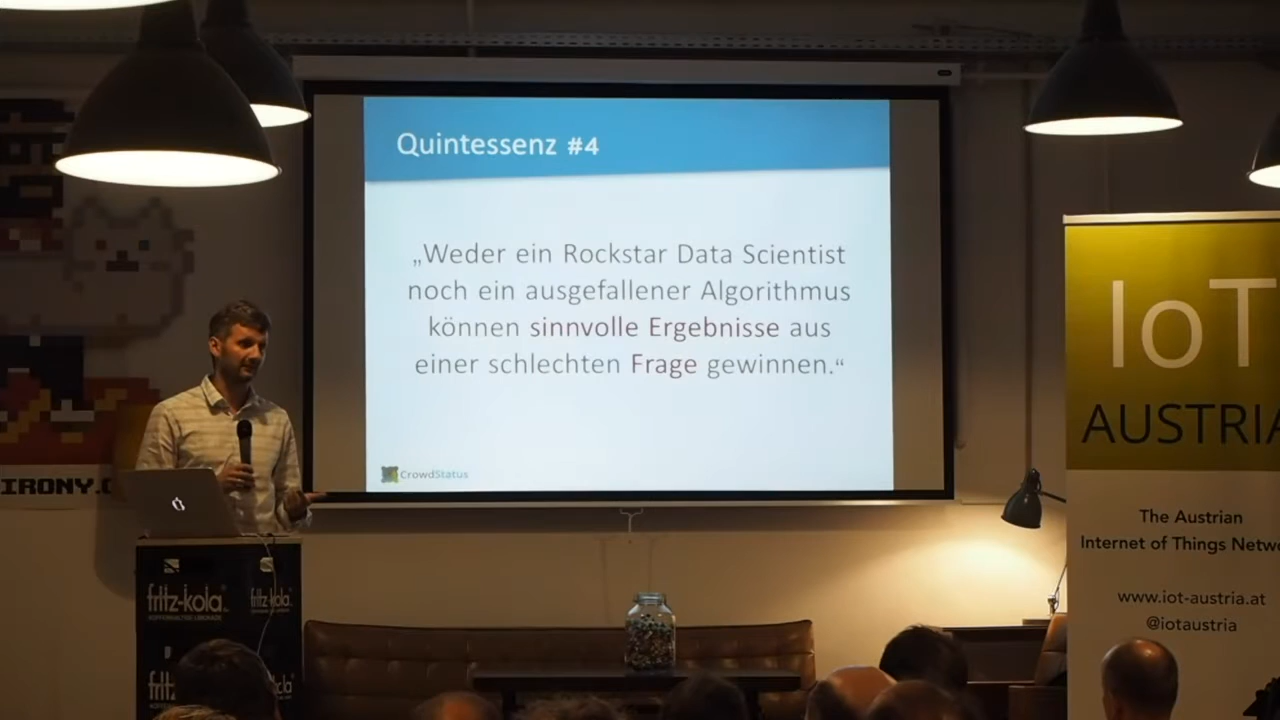 Quintessenz #4
„Weder ein Rockstar Data Scientist
noch ein ausgefallener Algorithmus
können sinnvolle Ergebnisse aus
einer schlechten Frage gewinnen.“
CrowdStatus
IRONY.
fritz-kola
fritz-kola
IoT
AUSTRIA
The Austrian
Internet of Things Netw
www.iot-austria.at
@iotaustria